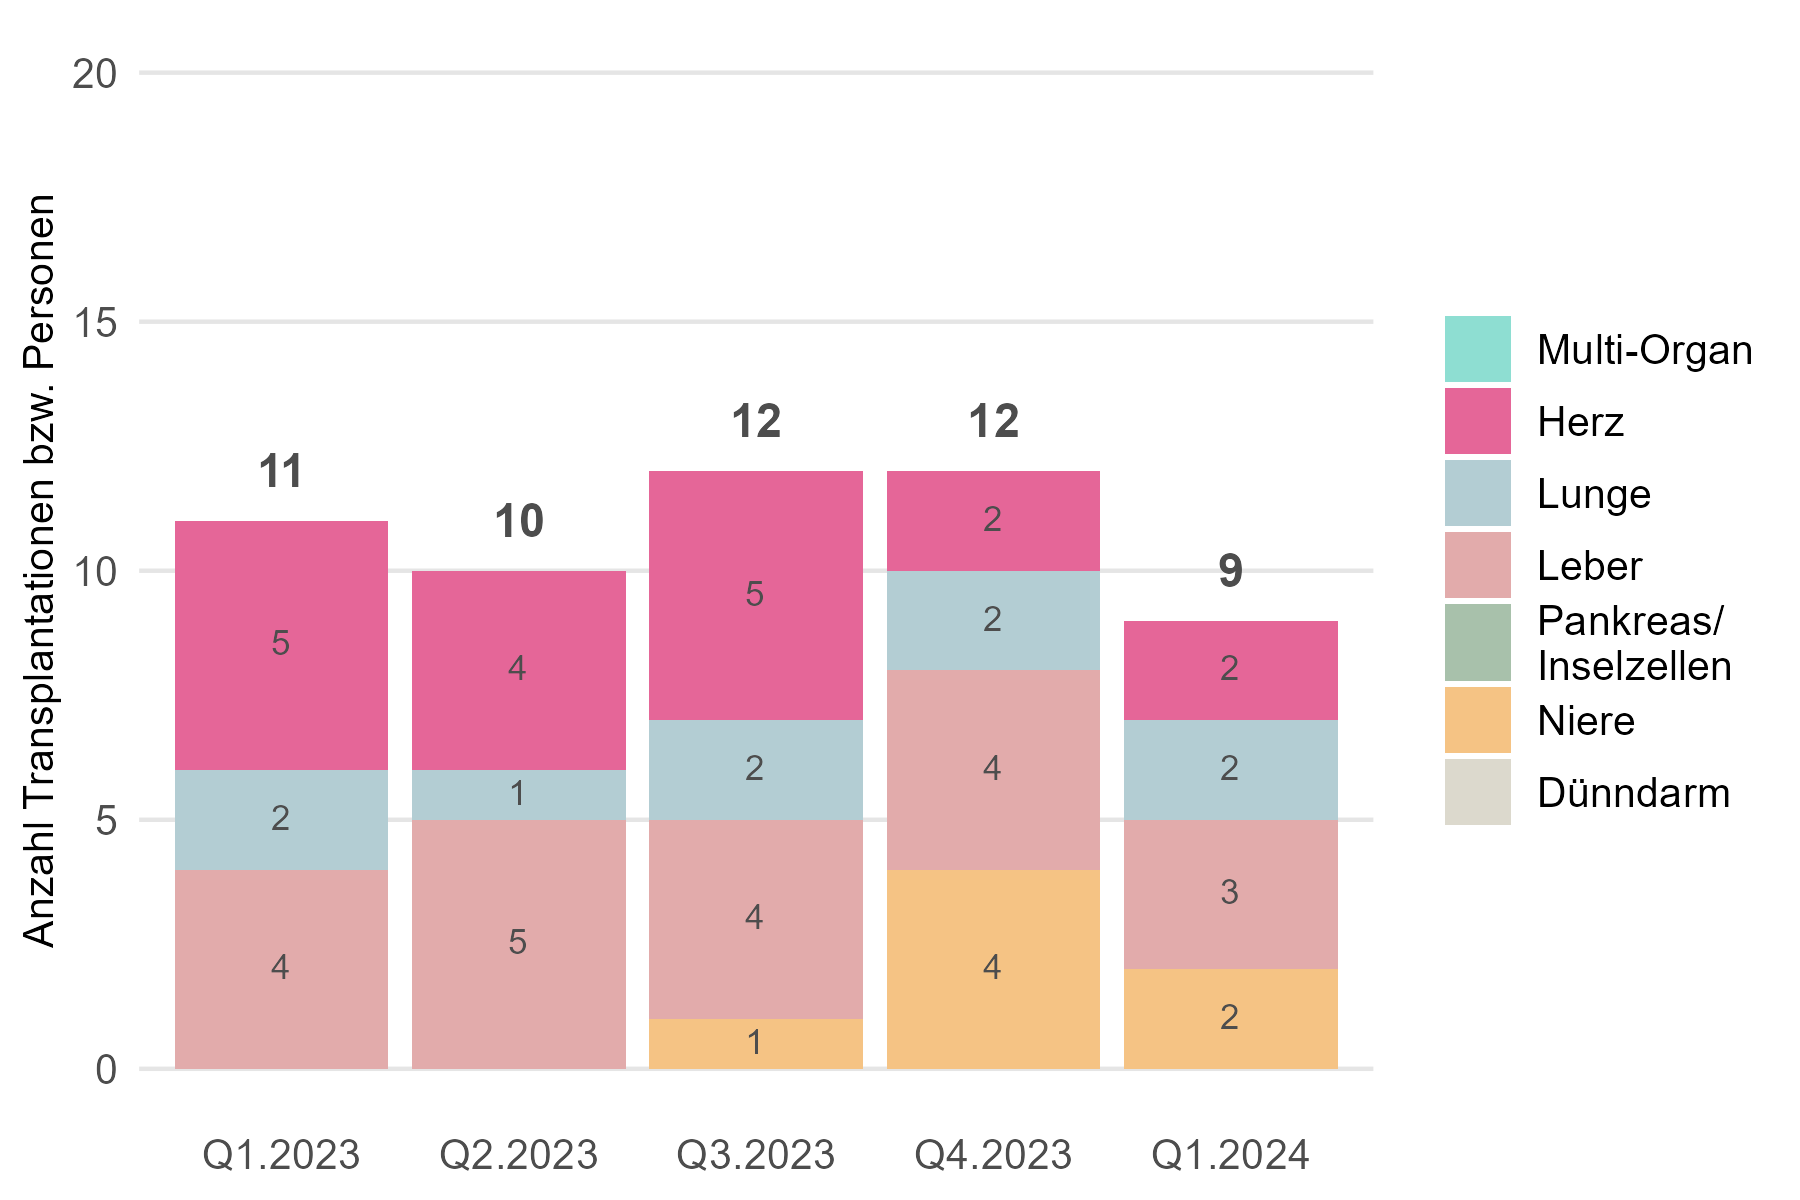 Anzahl Transplantationen bzw. Personen
20
15
10
5
0
11
5
2
4
10
4
1
5
12
5
2
4
1
12
2
2
4
4
9
2
2
3
2
Q1.2023
Q2.2023
Q3.2023
Q4.2023
Q1.2024
Multi-Organ
Herz
Lunge
Leber
Pankreas/
Inselzellen
Niere
Dünndarm